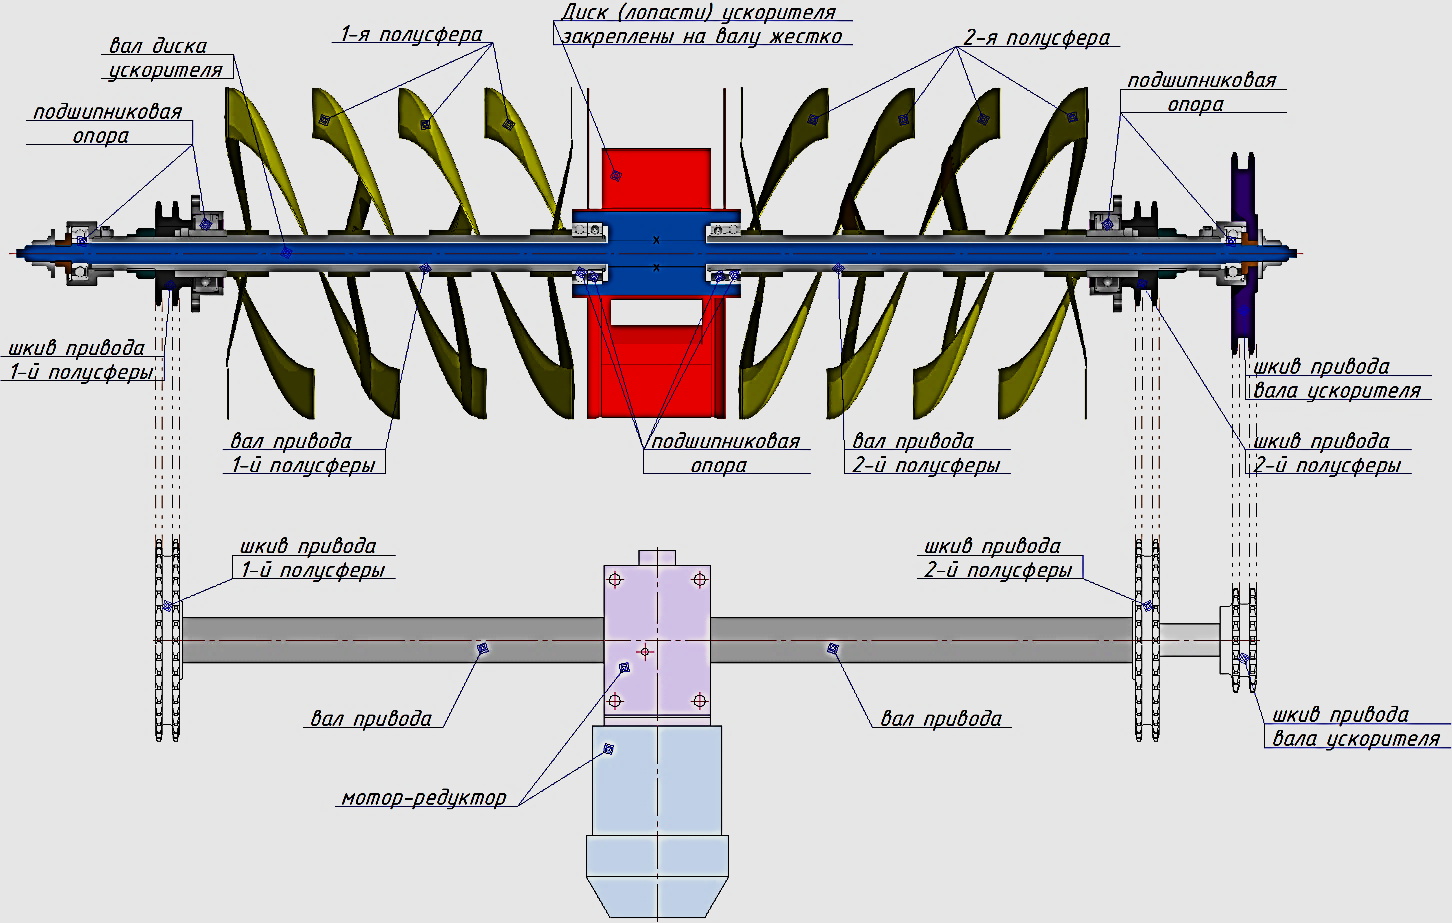 Диск (лопасти) ускорителя
закреплены на валу жестко
1-я полусфера
2-я полусфера
вал диска
ускорителя
подшипниковая
опора
подшипниковая
опора
шкив привода
1-й полусферы
шкив привода
вала ускорителя
вал привода
1-й полусферы
подшипниковая
опора
вал привода
2-й полусферы
шкив привода
2-й полусферы
шкив привода
1-й полусферы
шкив привода
2-й полусферы
вал привода
вал привода
шкив привода
вала ускорителя
мотор-редуктор